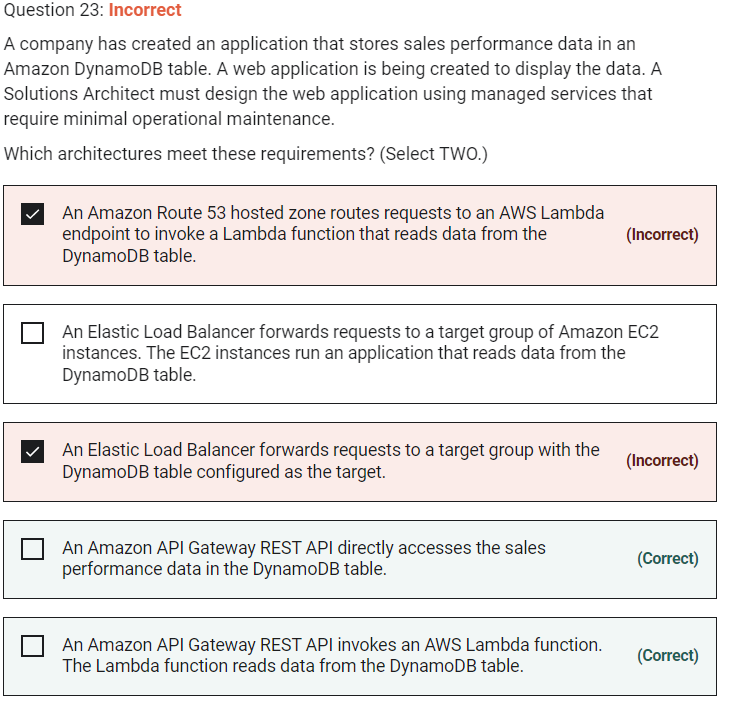 Question 23: Incorrect
A company has created an application that stores sales performance data in an
Amazon DynamoDB table. A web application is being created to display the data. A
Solutions Architect must design the web application using managed services that
require minimal operational maintenance.
Which architectures meet these requirements? (Select TWO.)
An Amazon Route 53 hosted zone routes requests to an AWS Lambda
endpoint to invoke a Lambda function that reads data from the
DynamoDB table.
(Incorrect)
An Elastic Load Balancer forwards requests to a target group of Amazon EC2
instances. The EC2 instances run an application that reads data from the
DynamoDB table.
An Elastic Load Balancer forwards requests to a target group with the
DynamoDB table configured as the target.
(Incorrect)
An Amazon API Gateway REST API directly accesses the sales
performance data in the DynamoDB table.
(Correct)
An Amazon API Gateway REST API invokes an AWS Lambda function.
The Lambda function reads data from the DynamoDB table.
(Correct)